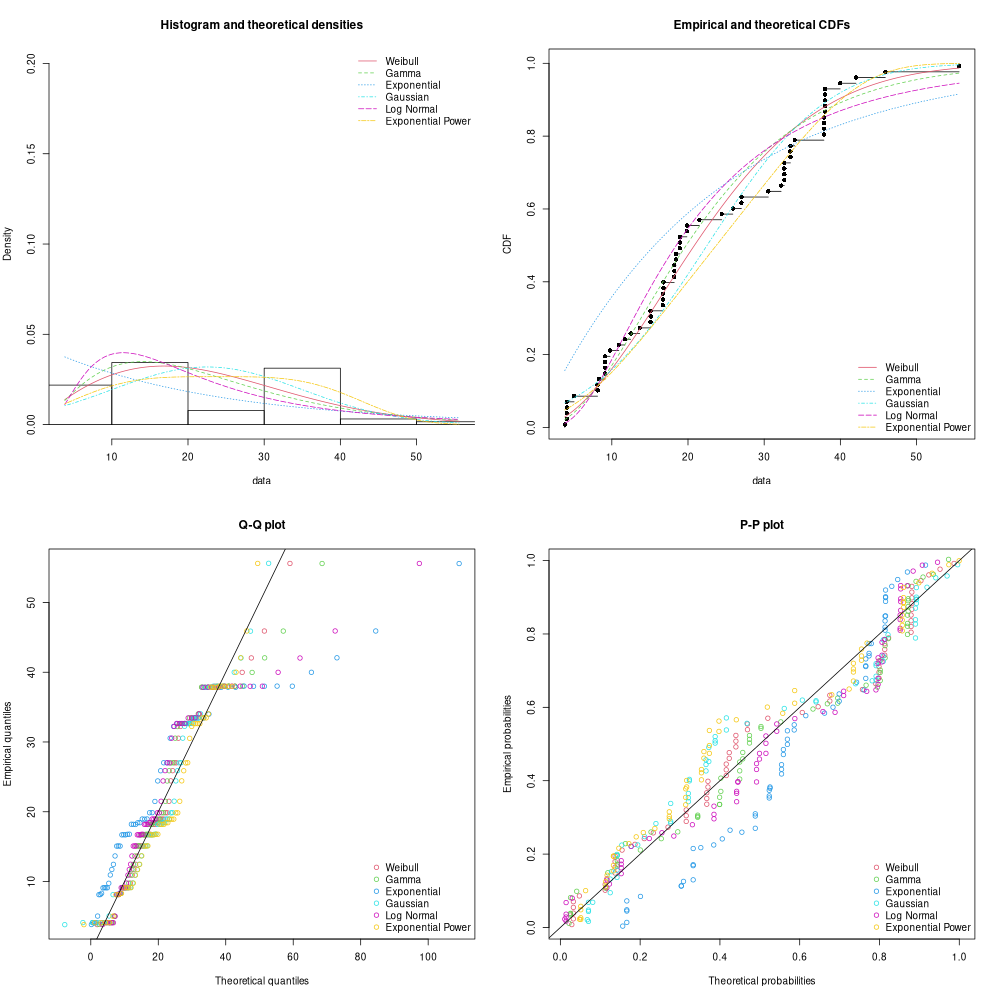 Histogram and theoretical densities
Density
0.00
0.05
0.10
0.15
0.20
10
20
30
40
50
data
Weibull
Gamma
Exponential
Gaussian
Log Normal
Exponential Power
Empirical and theoretical CDFs
CDF
0.0
0.2
0.4
0.6
0.8
1.0
10
20
30
40
50
data
Weibull
Gamma
Exponential
Gaussian
Log Normal
Exponential Power
Q-Q plot
Empirical quantiles
10
20
30
40
50
0
20
40
60
80
100
Theoretical quantiles
Weibull
Gamma
Exponential
Gaussian
Log Normal
Exponential Power
P-P plot
Empirical probabilities
0.0
0.2
0.4
0.6
0.8
1.0
0.0
0.2
0.4
0.6
0.8
1.0
Theoretical probabilities
Weibull
Gamma
Exponential
Gaussian
Log Normal
Exponential Power